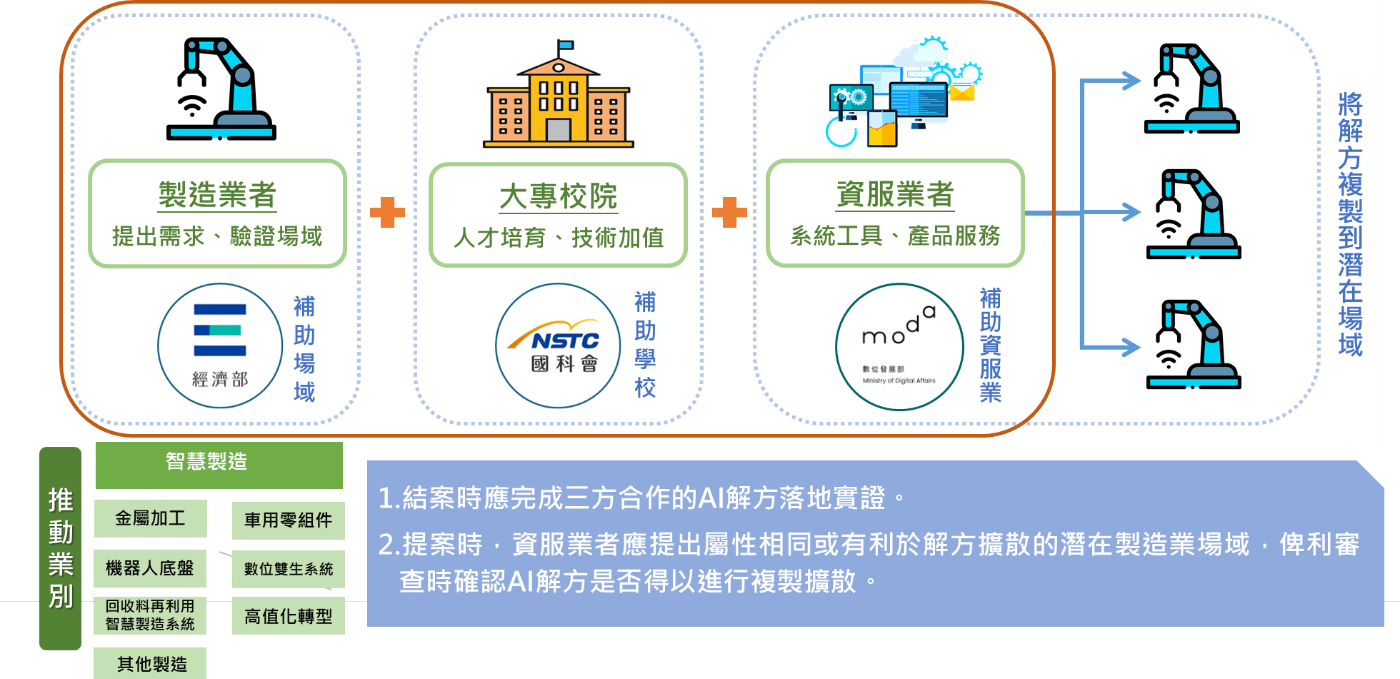 製造業者
提出需求、驗證場域
經濟部
補助場域
大專校院
人才培育、技術加值
NSTC
國科會
補助學校
資服業者
系統工具、產品服務
moda
數位發展部
Ministry of Digital Affairs
補助資服業
將解方複製到潛在場域
推動業別
智慧製造
金屬加工
車用零組件
機器人底盤
數位雙生系統
回收料再利用
智慧製造系統
高值化轉型
其他製造
1.結案時應完成三方合作的AI解方落地實證。
2.提案時，資服業者應提出屬性相同或有利於解方擴散的潛在製造業場域，俾利審
查時確認AI解方是否得以進行複製擴散。